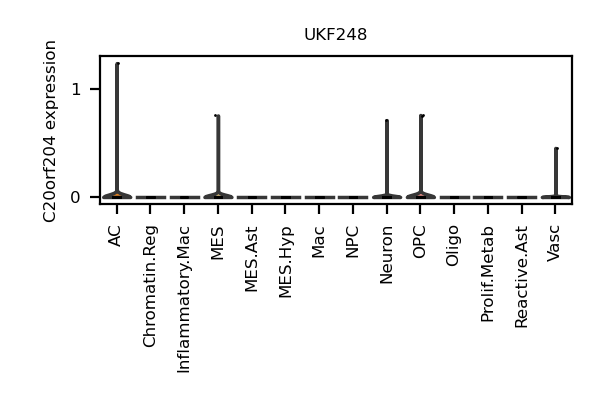 UKF248
C20orf204 expression
1
0
AC
Chromatin.Reg
Inflammatory.Mac
MES
MES.Ast
MES.Hyp
Mac
NPC
Neuron
OPC
Oligo
Prolif.Metab
Reactive.Ast
Vasc